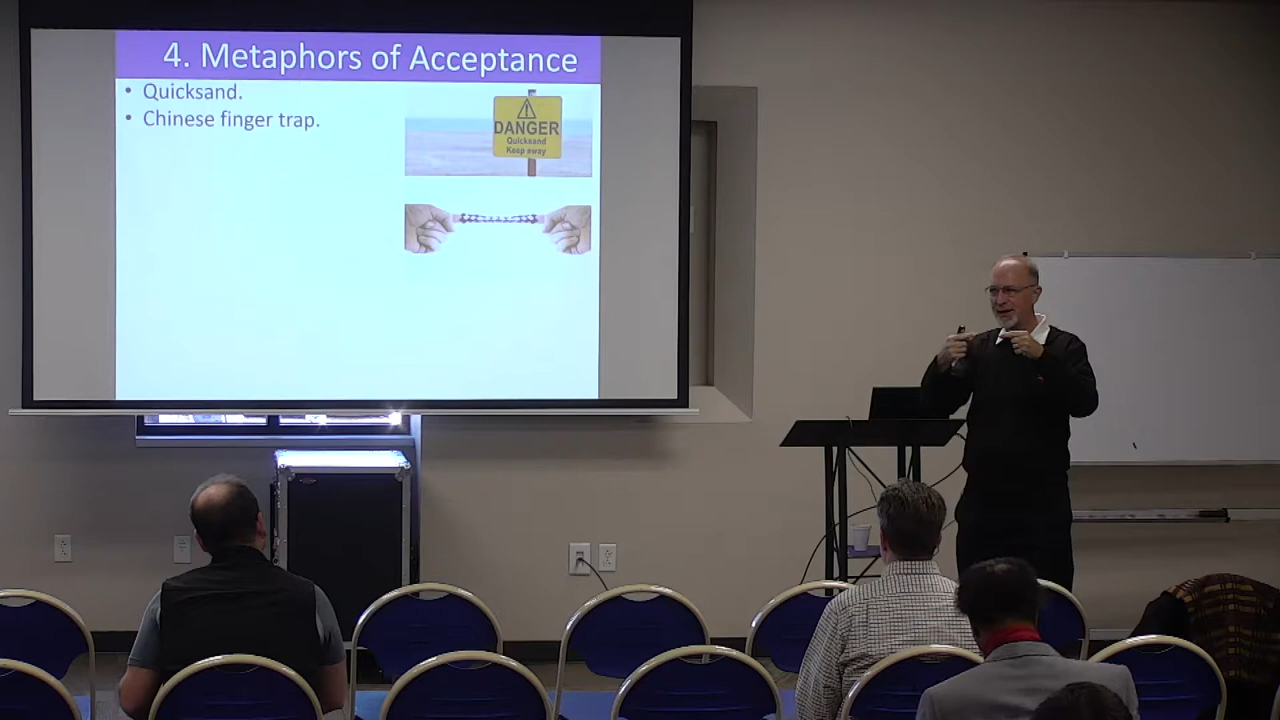 4. Metaphors of Acceptance
• Quicksand.
• Chinese finger trap.
DANGER
Quicksand
Keep away